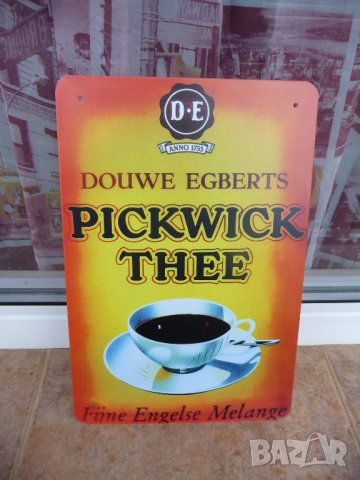 D·E
ANNO 1753
DOUWE EGBERTS
PICKWICK
THEE
Fijne Engelse Melange
BAZAR